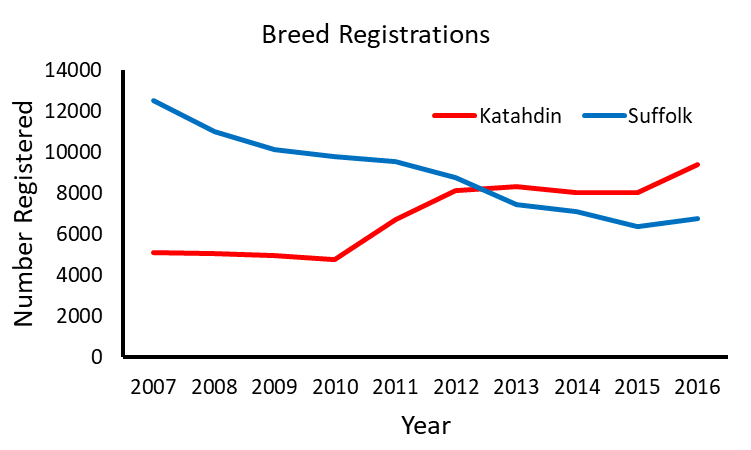 Breed Registrations
14000
12000
10000
8000
6000
4000
2000
0
Number Registered
Katahdin Suffolk
2007 2008 2009 2010 2011 2012 2013 2014 2015 2016
Year